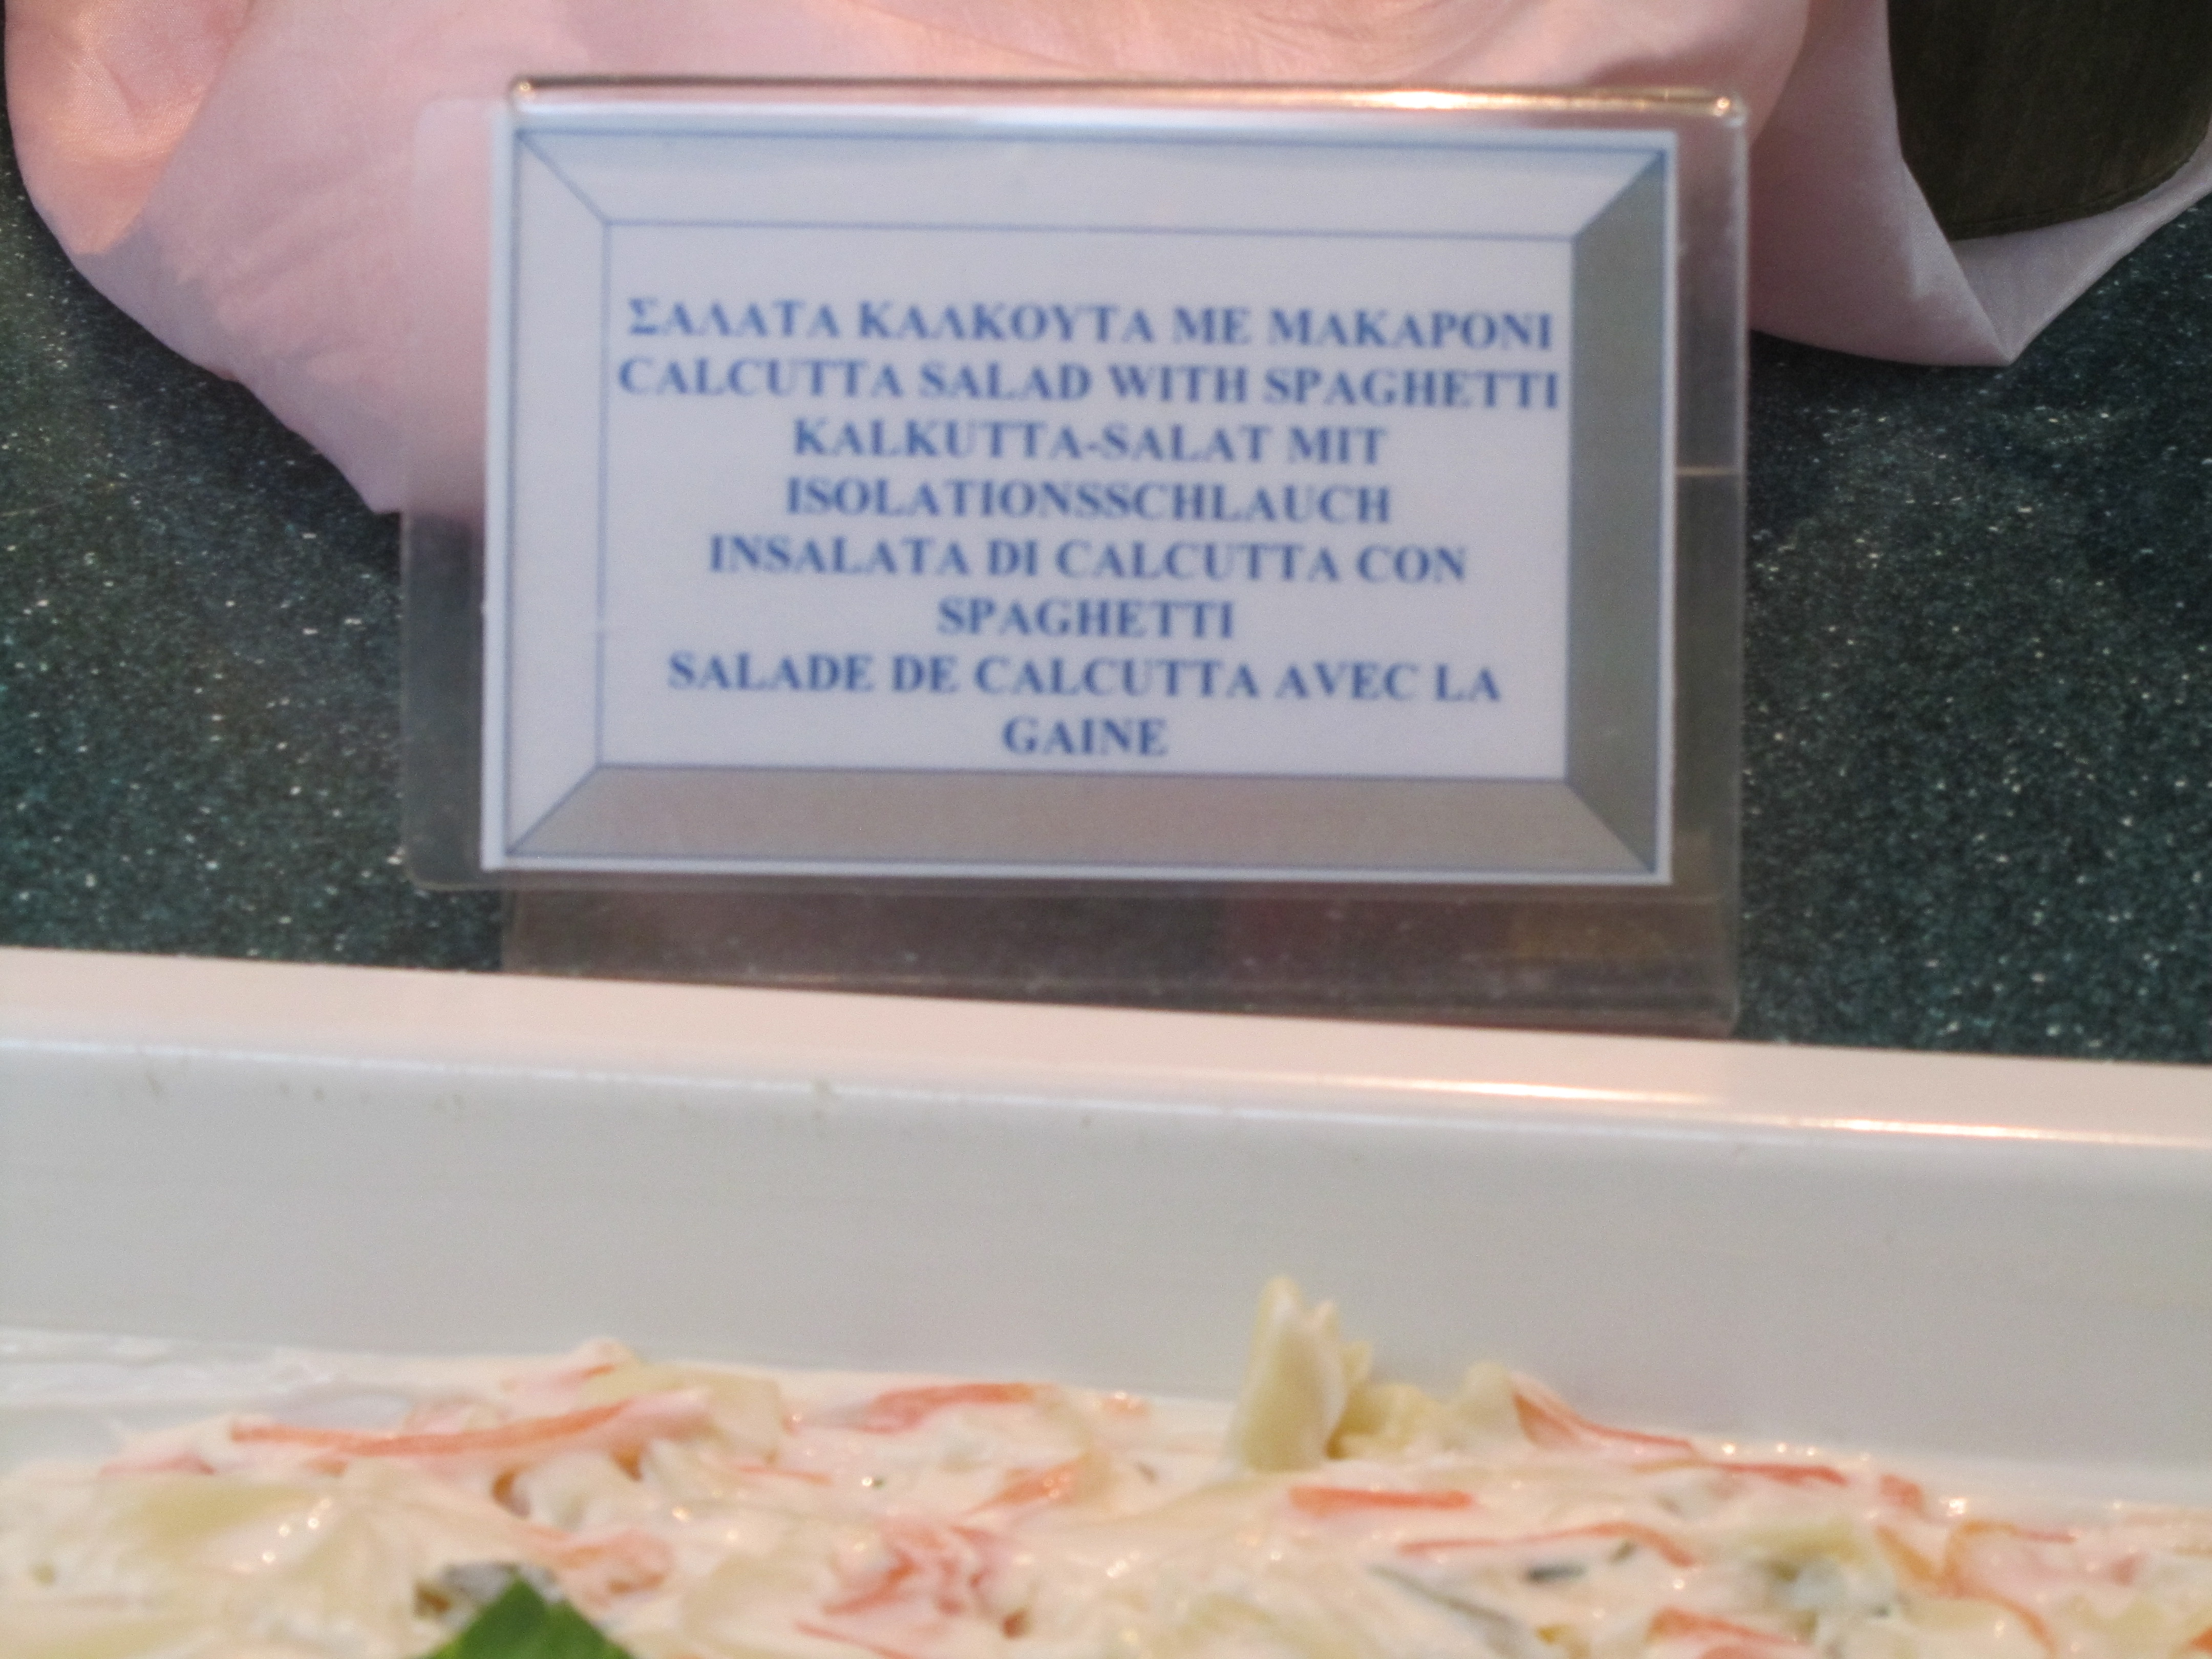 ΣΑΛΑΤΑ ΚΑΛΚΟΥΤΑ ΜΕ ΜΑΚΑΡΟΝΙ
CALCUTTA SALAD WITH SPAGHETTI
KALKUTTA-SALAT MIT
ISOLATIONSSCHLAUCH
INSALATA DI CALCUTTA CON
SPAGHETTI
SALADE DE CALCUTTA AVEC LA
GAINE